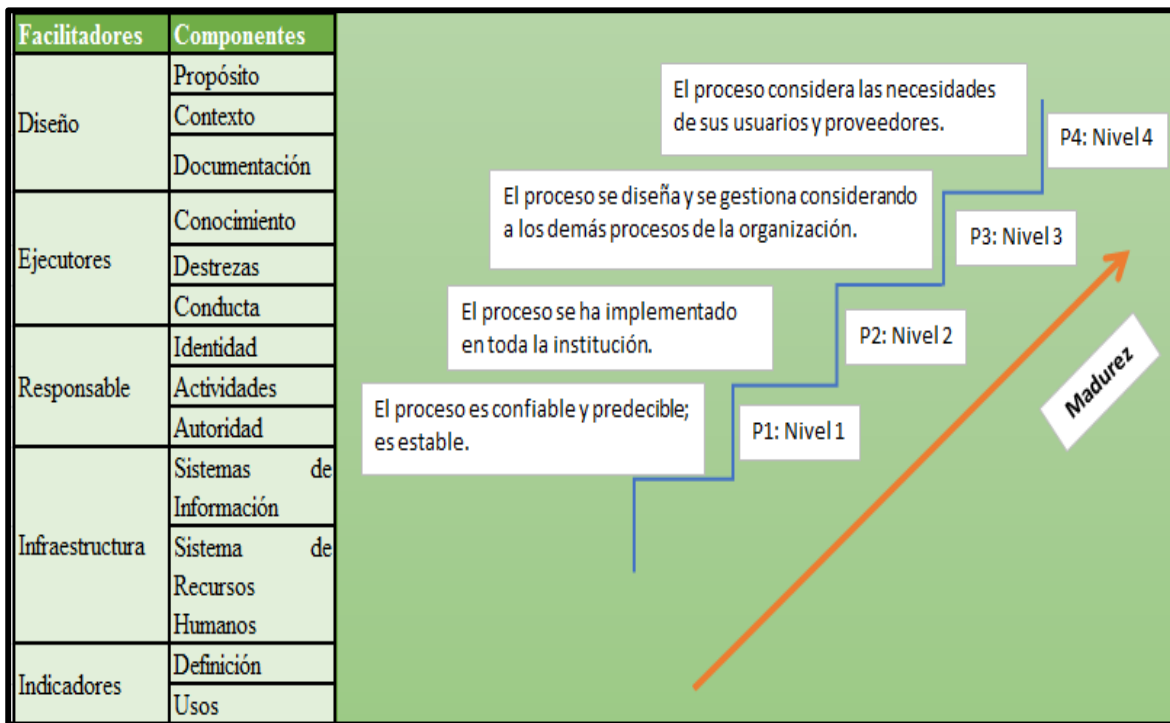 Facilitadores Componentes
Diseño
Propósito
Contexto
Documentación
Ejecutores
Conocimiento
Destrezas
Conducta
Responsable
Identidad
Actividades
Autoridad
Infraestructura
Sistemas de
Información
Sistema de
Recursos
Humanos
Indicadores
Definición
Usos
El proceso considera las necesidades
de sus usuarios y proveedores.
P4: Nivel 4
El proceso se diseña y se gestiona considerando
a los demás procesos de la organización.
P3: Nivel 3
El proceso se ha implementado
en toda la institución.
P2: Nivel 2
El proceso es confiable y predecible;
es estable.
P1: Nivel 1
Madurez